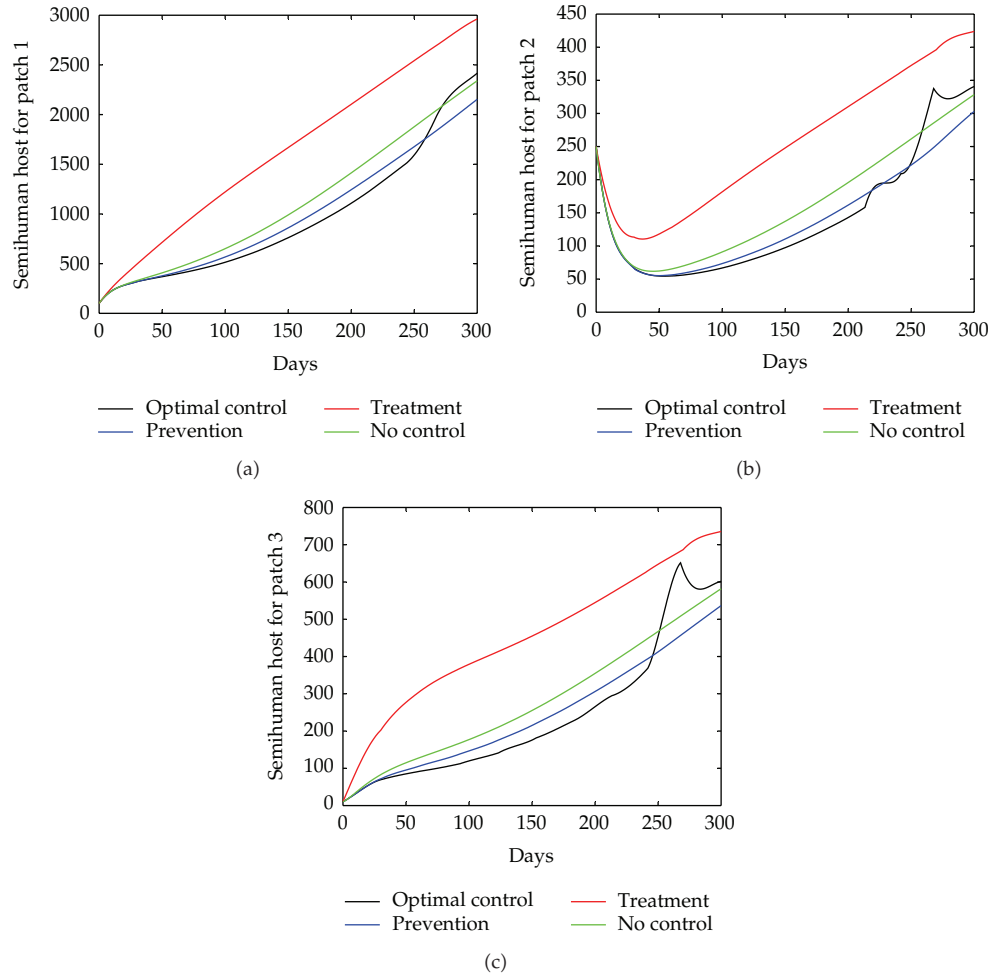 3000
2500
2000
1500
1000
500
0
Semihuman host for patch 1
0 50 100 150 200 250 300
Days
Optimal control Treatment
Prevention No control
(a)
450
400
350
300
250
200
150
100
50
0
Semihuman host for patch 2
0 50 100 150 200 250 300
Days
Optimal control Treatment
Prevention No control
(b)
800
700
600
500
400
300
200
100
0
Semihuman host for patch 3
0 50 100 150 200 250 300
Days
Optimal control Treatment
Prevention No control
(c)